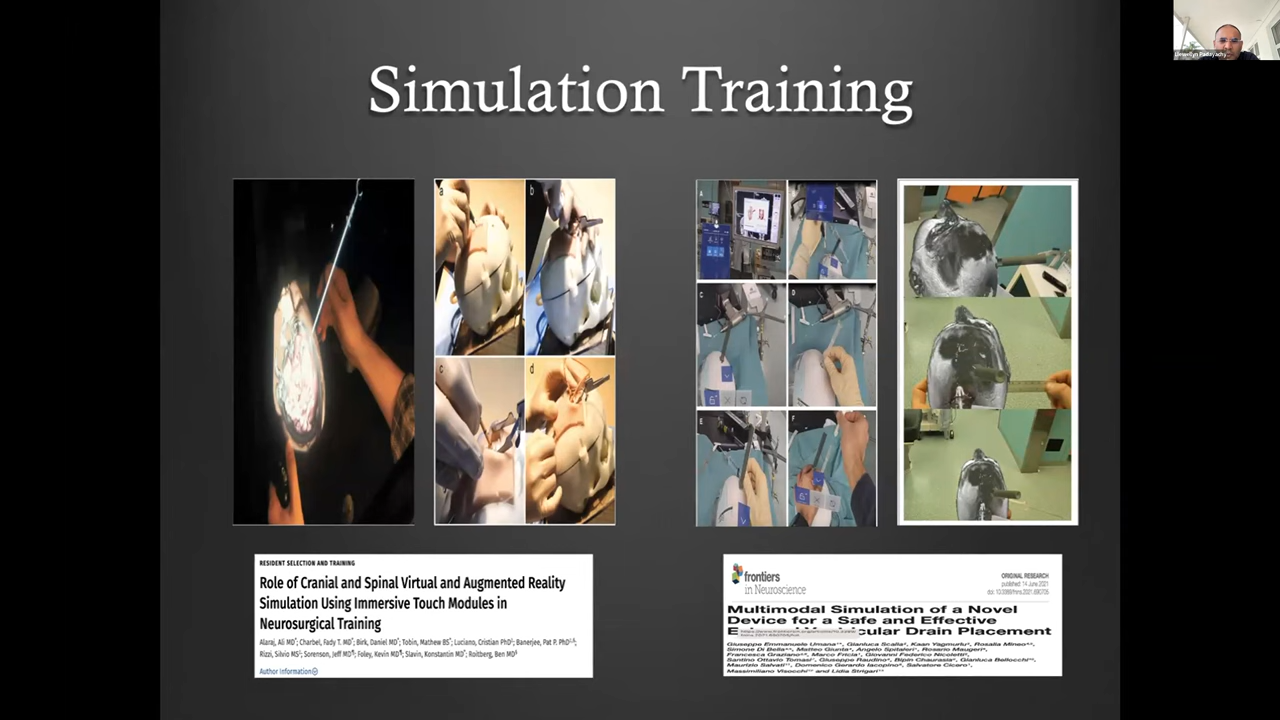 Simulation Training
a
b
c
d
A
C
D
E
F
RESIDENT SELECTION AND TRAINING
Role of Cranial and Spinal Virtual and Augmented Reality
Simulation Using Immersive Touch Modules in
Neurosurgical Training
Alaraj, Ali MD*; Charbel, Fady T. MD*; Birk, Daniel MD*; Tobin, Mathew BS*; Luciano, Cristian PhD‡; Banerjee, Pat P. PhD
Rizzi, Silvio MS‡; Sorenson, Jeff MD¶; Foley, Kevin MD¶; Slavin, Konstantin MD*; Roitberg, Ben MD
Author Information
frontiers
in Neuroscience
ORIGINAL RESEARCH
published: 14 June 2021
Multimodal Simulation of a Novel
Device for a Safe and Effective
Drain Placement
Giuseppe Emmanuele Umana, Gianluca Scalia, Kaan Yagmurlu, Rosalia Mineo,
Simone Di Bella, Matteo Giunta, Angelo Spitaleri, Rosario Maugeri,
Francesca Graziano, Marco Fricia, Giovanni Federico Nicoletti,
Santino Ottavio Tomasi, Giuseppe Raudino, Bipin Chaurasia, Gianluca Bellocchi,
Maurizio Salvati, Domenico Gerardo Iacopino, Salvatore Cicero,
Massimiliano Visocchi and Lidia Strigari